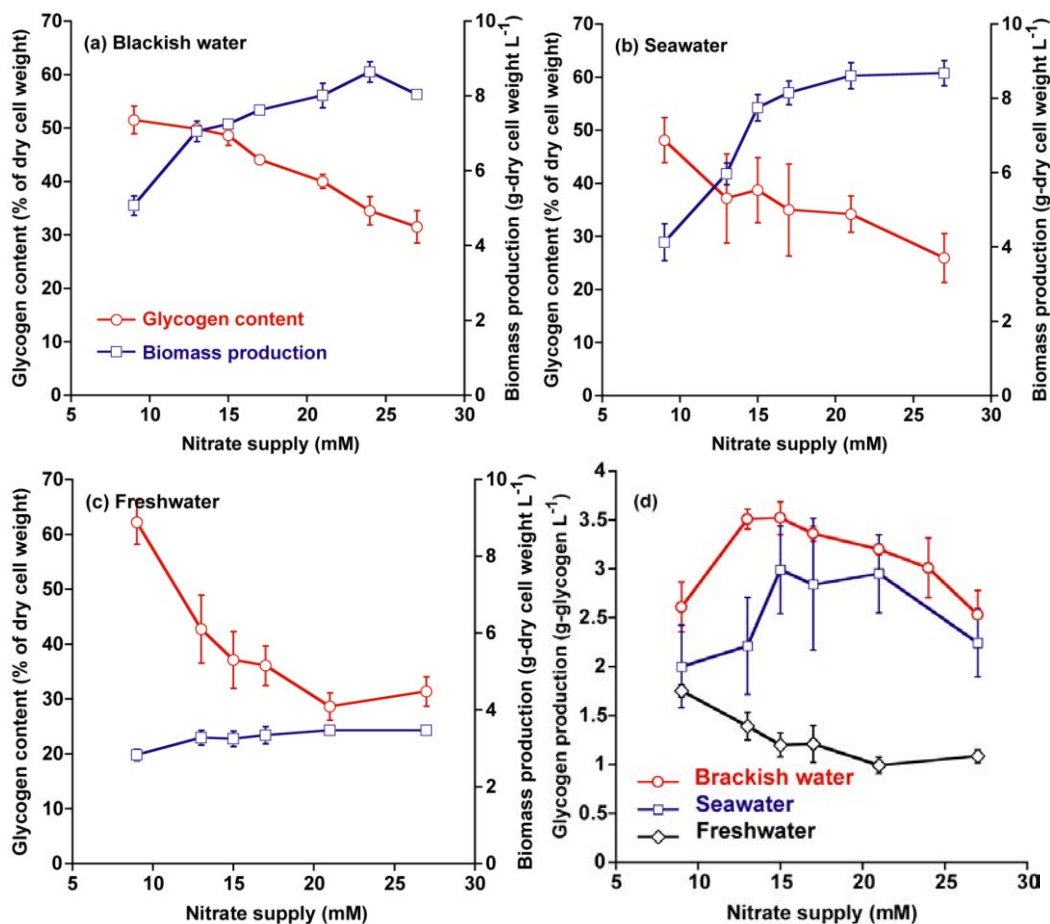 (a) Blackish water
Glycogen content (% of dry cell weight)
70
60
50
40
30
20
10
0
10
8
6
4
2
0
Biomass production (g-dry cell weight L-1)
Glycogen content
Biomass production
5 10 15 20 25 30
Nitrate supply (mM)
(b) Seawater
Glycogen content (% of dry cell weight)
70
60
50
40
30
20
10
0
10
8
6
4
2
0
Biomass production (g-dry cell weight L-1)
5 10 15 20 25 30
Nitrate supply (mM)
(c) Freshwater
Glycogen content (% of dry cell weight)
70
60
50
40
30
20
10
0
10
8
6
4
2
0
Biomass production (g-dry cell weight L-1)
5 10 15 20 25 30
Nitrate supply (mM)
(d)
Glycogen production (g-glycogen L-1)
4
3.5
3
2.5
2
1.5
1
0.5
0
Brackish water
Seawater
Freshwater
5 10 15 20 25 30
Nitrate supply (mM)